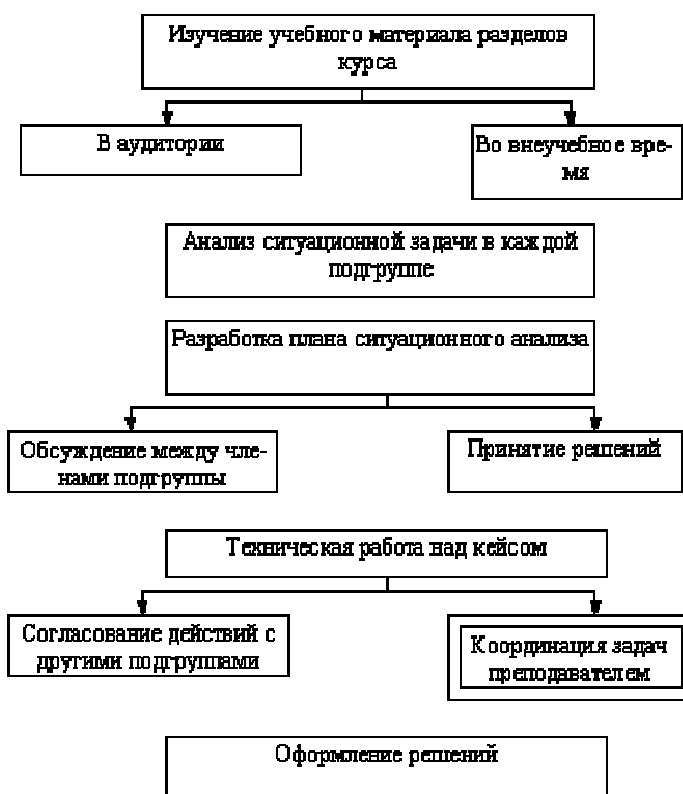 Изучение учебного материала разделов
курса
В аудитории
Во внеучебное вре-
мя
Анализ ситуационной задачи в каждой
подгруппе
Разработка плана ситуационного анализа
Обсуждение между чле-
нами подгруппы
Принятие решений
Техническая работа над кейсом
Согласование действий с
другими подгруппами
Координация задач
преподавателем
Оформление решений